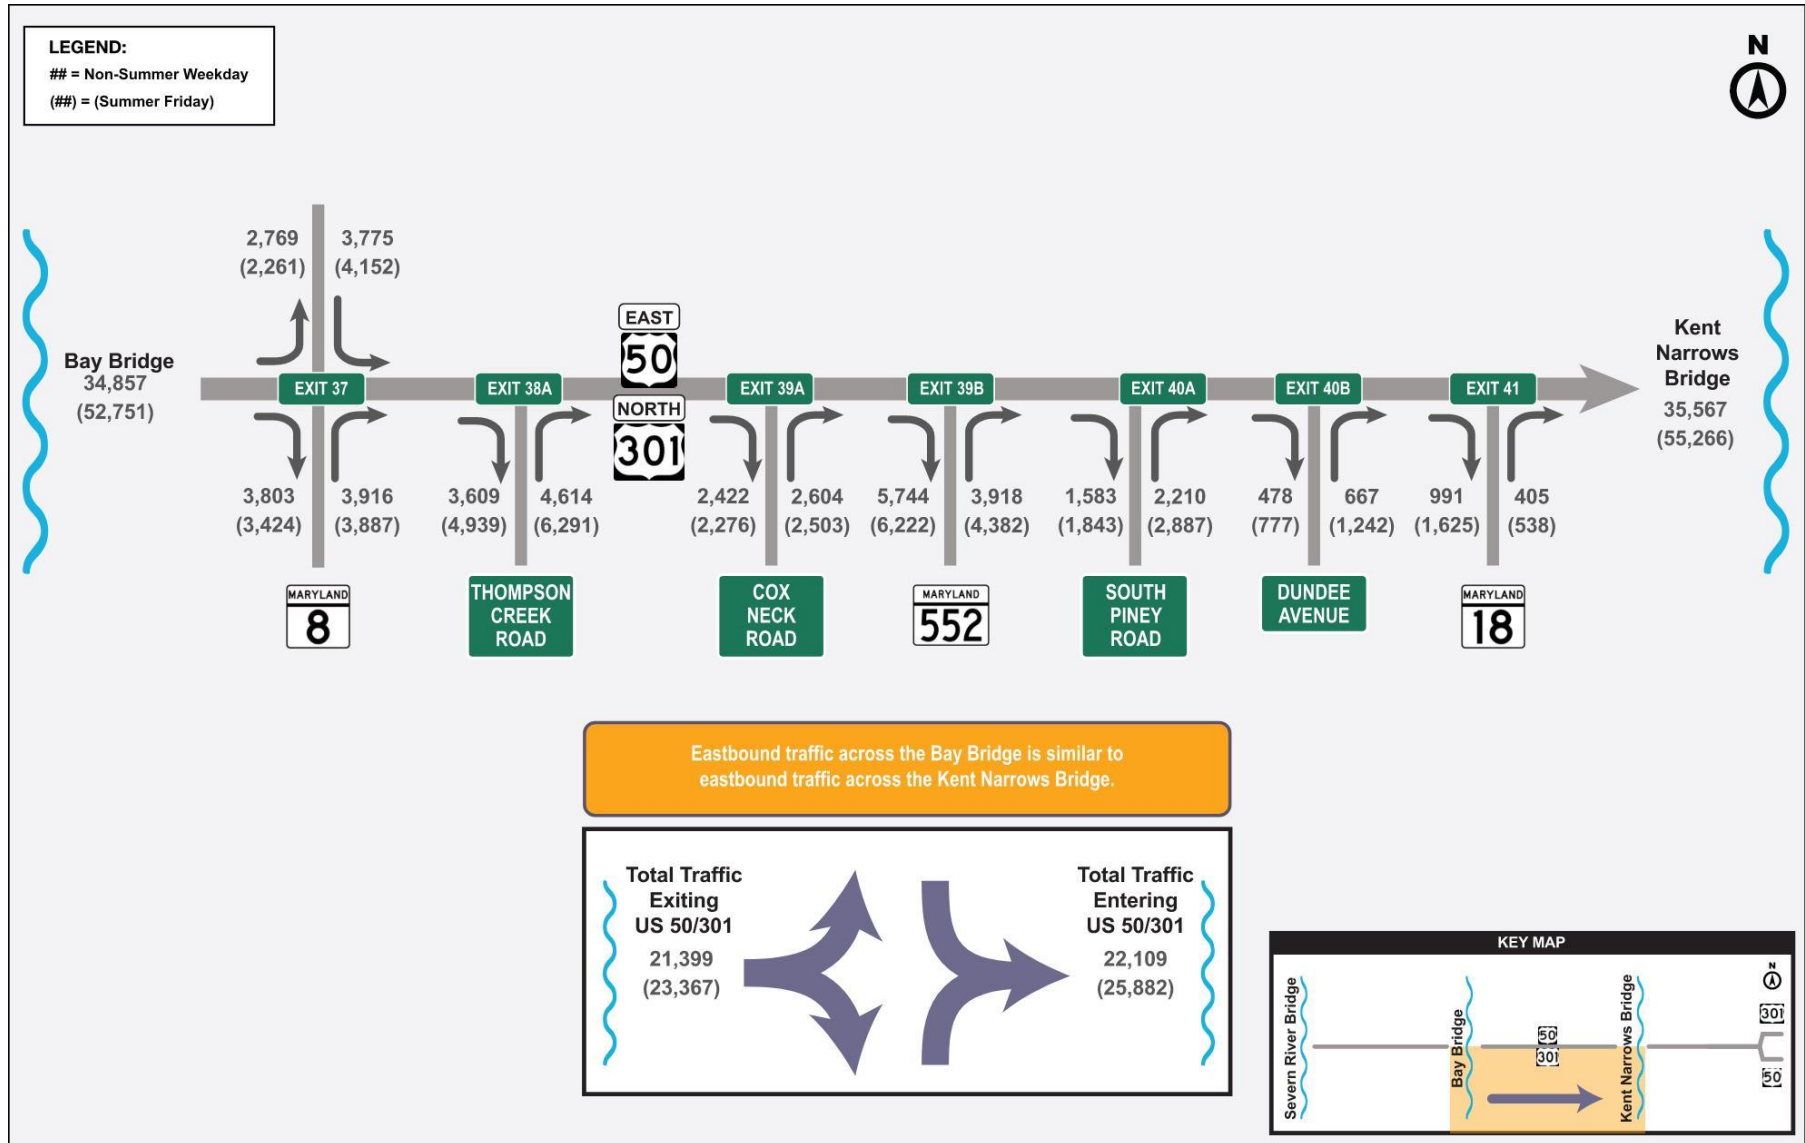 LEGEND:
## = Non-Summer Weekday
(##) = (Summer Friday)
N
2,769
(2,261)
3,775
(4,152)
Bay Bridge
34,857
(52,751)
EAST
50
NORTH
301
Kent
Narrows
Bridge
35,567
(55,266)
EXIT 37
EXIT 38A
EXIT 39A
EXIT 39B
EXIT 40A
EXIT 40B
EXIT 41
3,803
(3,424)
3,916
(3,887)
3,609
(4,939)
4,614
(6,291)
2,422
(2,276)
2,604
(2,503)
5,744
(6,222)
3,918
(4,382)
1,583
(1,843)
2,210
(2,887)
478
(777)
667
(1,242)
991
(1,625)
405
(538)
MARYLAND
8
THOMPSON
CREEK
ROAD
COX
NECK
ROAD
MARYLAND
552
SOUTH
PINEY
ROAD
DUNDEE
AVENUE
MARYLAND
18
Eastbound traffic across the Bay Bridge is similar to
eastbound traffic across the Kent Narrows Bridge.
Total Traffic
Exiting
US 50/301
21,399
(23,367)
Total Traffic
Entering
US 50/301
22,109
(25,882)
KEY MAP
Severn River Bridge
Bay Bridge
50
301
Kent Narrows Bridge
N
301
50